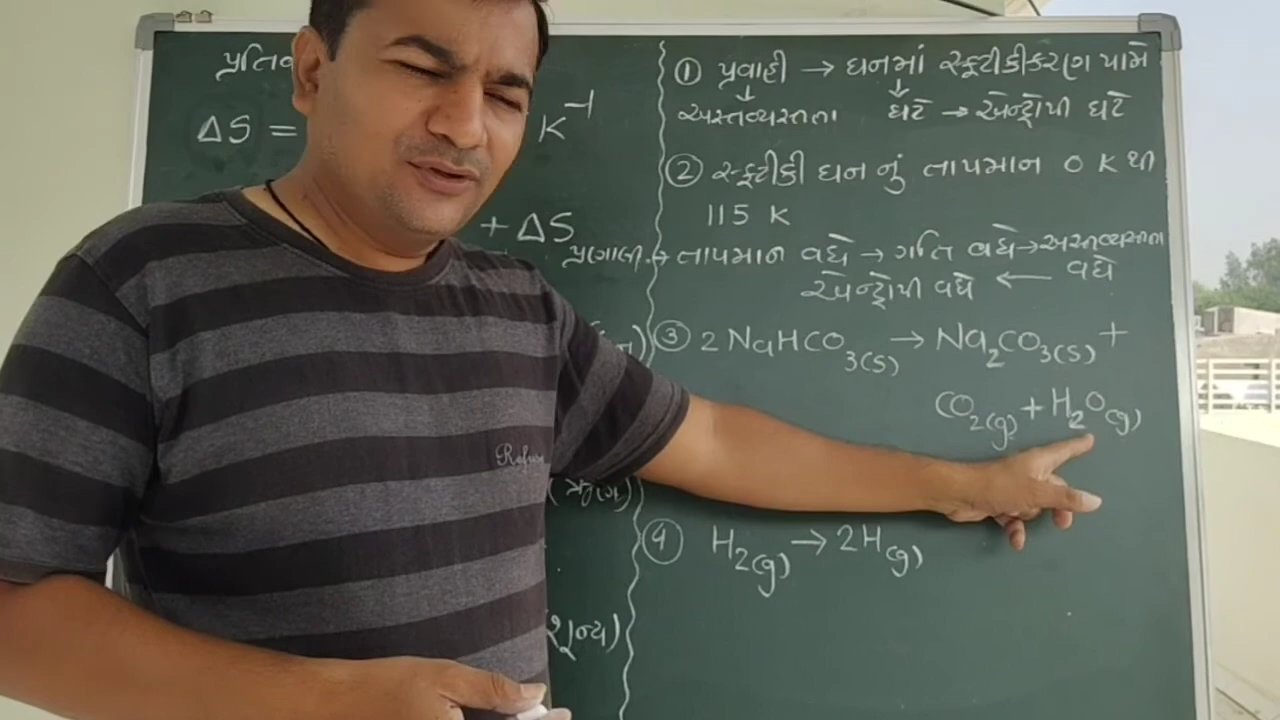 ΔS =
K⁻¹
+ ΔS
(શૂન્ય)
① પ્રવાહી → ઘનમાં સ્ફટીકીકરણ પામે
↓ ↓
અસ્તવ્યસ્તતા ઘટે → એન્ટ્રોપી ઘટે
② સ્ફટીકી ઘન નું તાપમાન 0 K થી
115 K
પ્રણાલી → તાપમાન વધે → ગતિ વધે → અસ્તવ્યસ્તતા
એન્ટ્રોપી વધે ← વધે
③ 2 NaHCO₃(s) → Na₂CO₃(s) +
CO₂(g) + H₂O(g)
④ H₂(g) → 2H(g)
Refuse